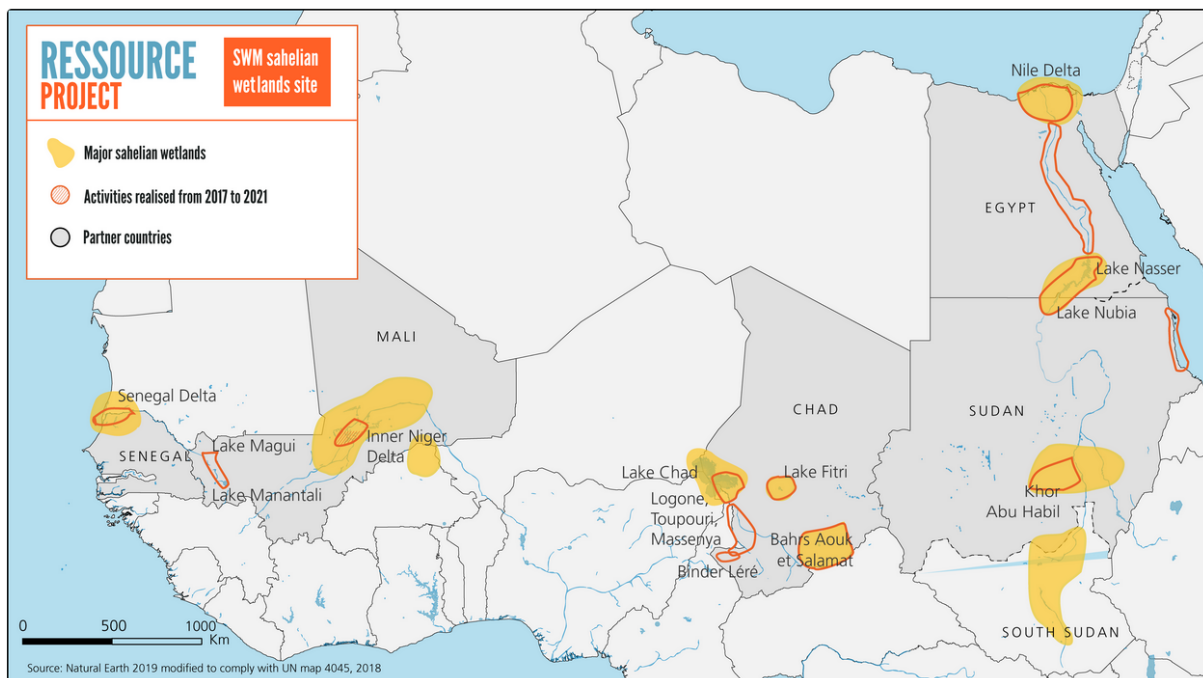 RESSOURCE
PROJECT
SWM sahelian
wetlands site
Major sahelian wetlands
Activities realised from 2017 to 2021
Partner countries
Nile Delta
EGYPT
Lake Nasser
Lake Nubia
MALI
Senegal Delta
SENEGAL
Lake Magui
Lake Manantali
Inner Niger
Delta
CHAD
SUDAN
Lake Chad
Lake Fitri
Logone,
Toupouri,
Massenya
Binder Léré
Bahrs Aouk
et Salamat
Khor
Abu Habil
SOUTH SUDAN
0 500 1000
Km
Source: Natural Earth 2019 modified to comply with UN map 4045, 2018